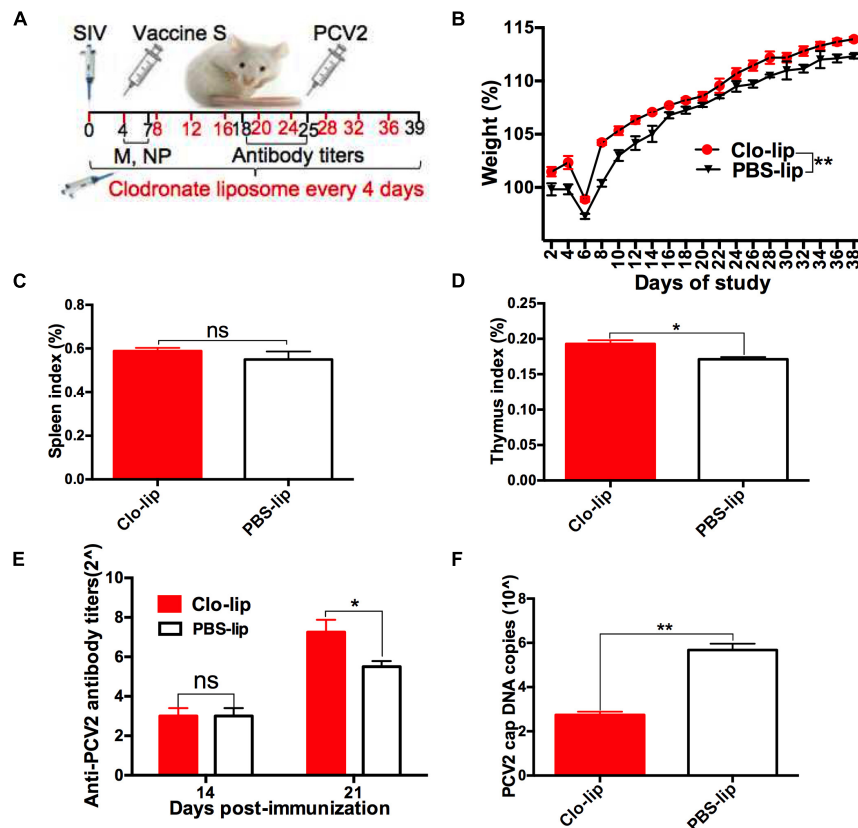 A
SIV Vaccine S PCV2
0 4 7 8 12 16 18 20 24 25 28 32 36 39
M, NP Antibody titers
Clodronate liposome every 4 days
B
Weight (%)
115
110
105
100
Clo-lip
PBS-lip
**
2 4 6 8 10 12 14 16 18 20 22 24 26 28 30 32 34 36 38
Days of study
C
Spleen index (%)
0.8
0.6
0.4
0.2
0.0
ns
Clo-lip PBS-lip
D
Thymus index (%)
0.25
0.20
0.15
0.10
0.05
0.00
*
Clo-lip PBS-lip
E
Anti-PCV2 antibody titers(2^)
10
8
6
4
2
0
Clo-lip
PBS-lip
ns
*
14 21
Days post-immunization
F
PCV2 cap DNA copies (10^)
8
6
4
2
0
**
Clo-lip PBS-lip